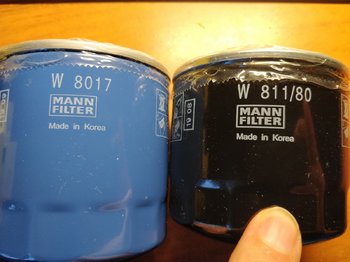 W 8017
MANN
FILTER
Made in Korea
W 811/80
MANN
FILTER
Made in Korea